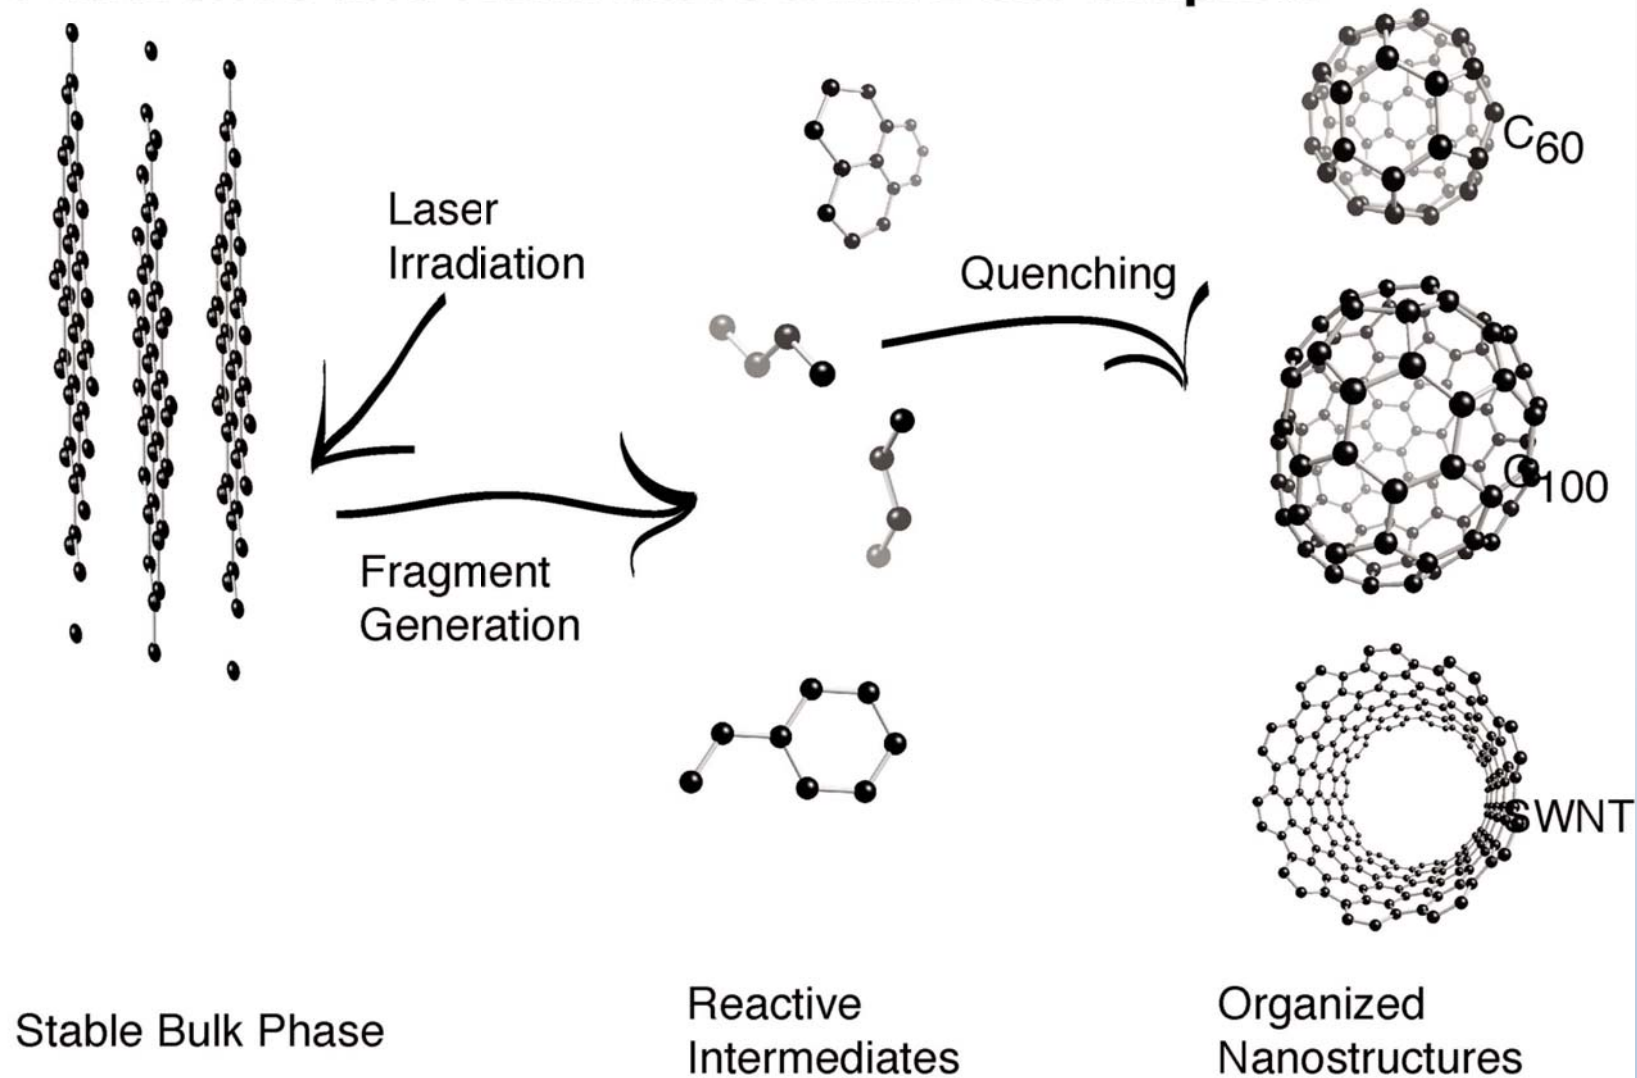 Laser
Irradiation
Fragment
Generation
Quenching
C60
C100
SWNT
Stable Bulk Phase
Reactive
Intermediates
Organized
Nanostructures